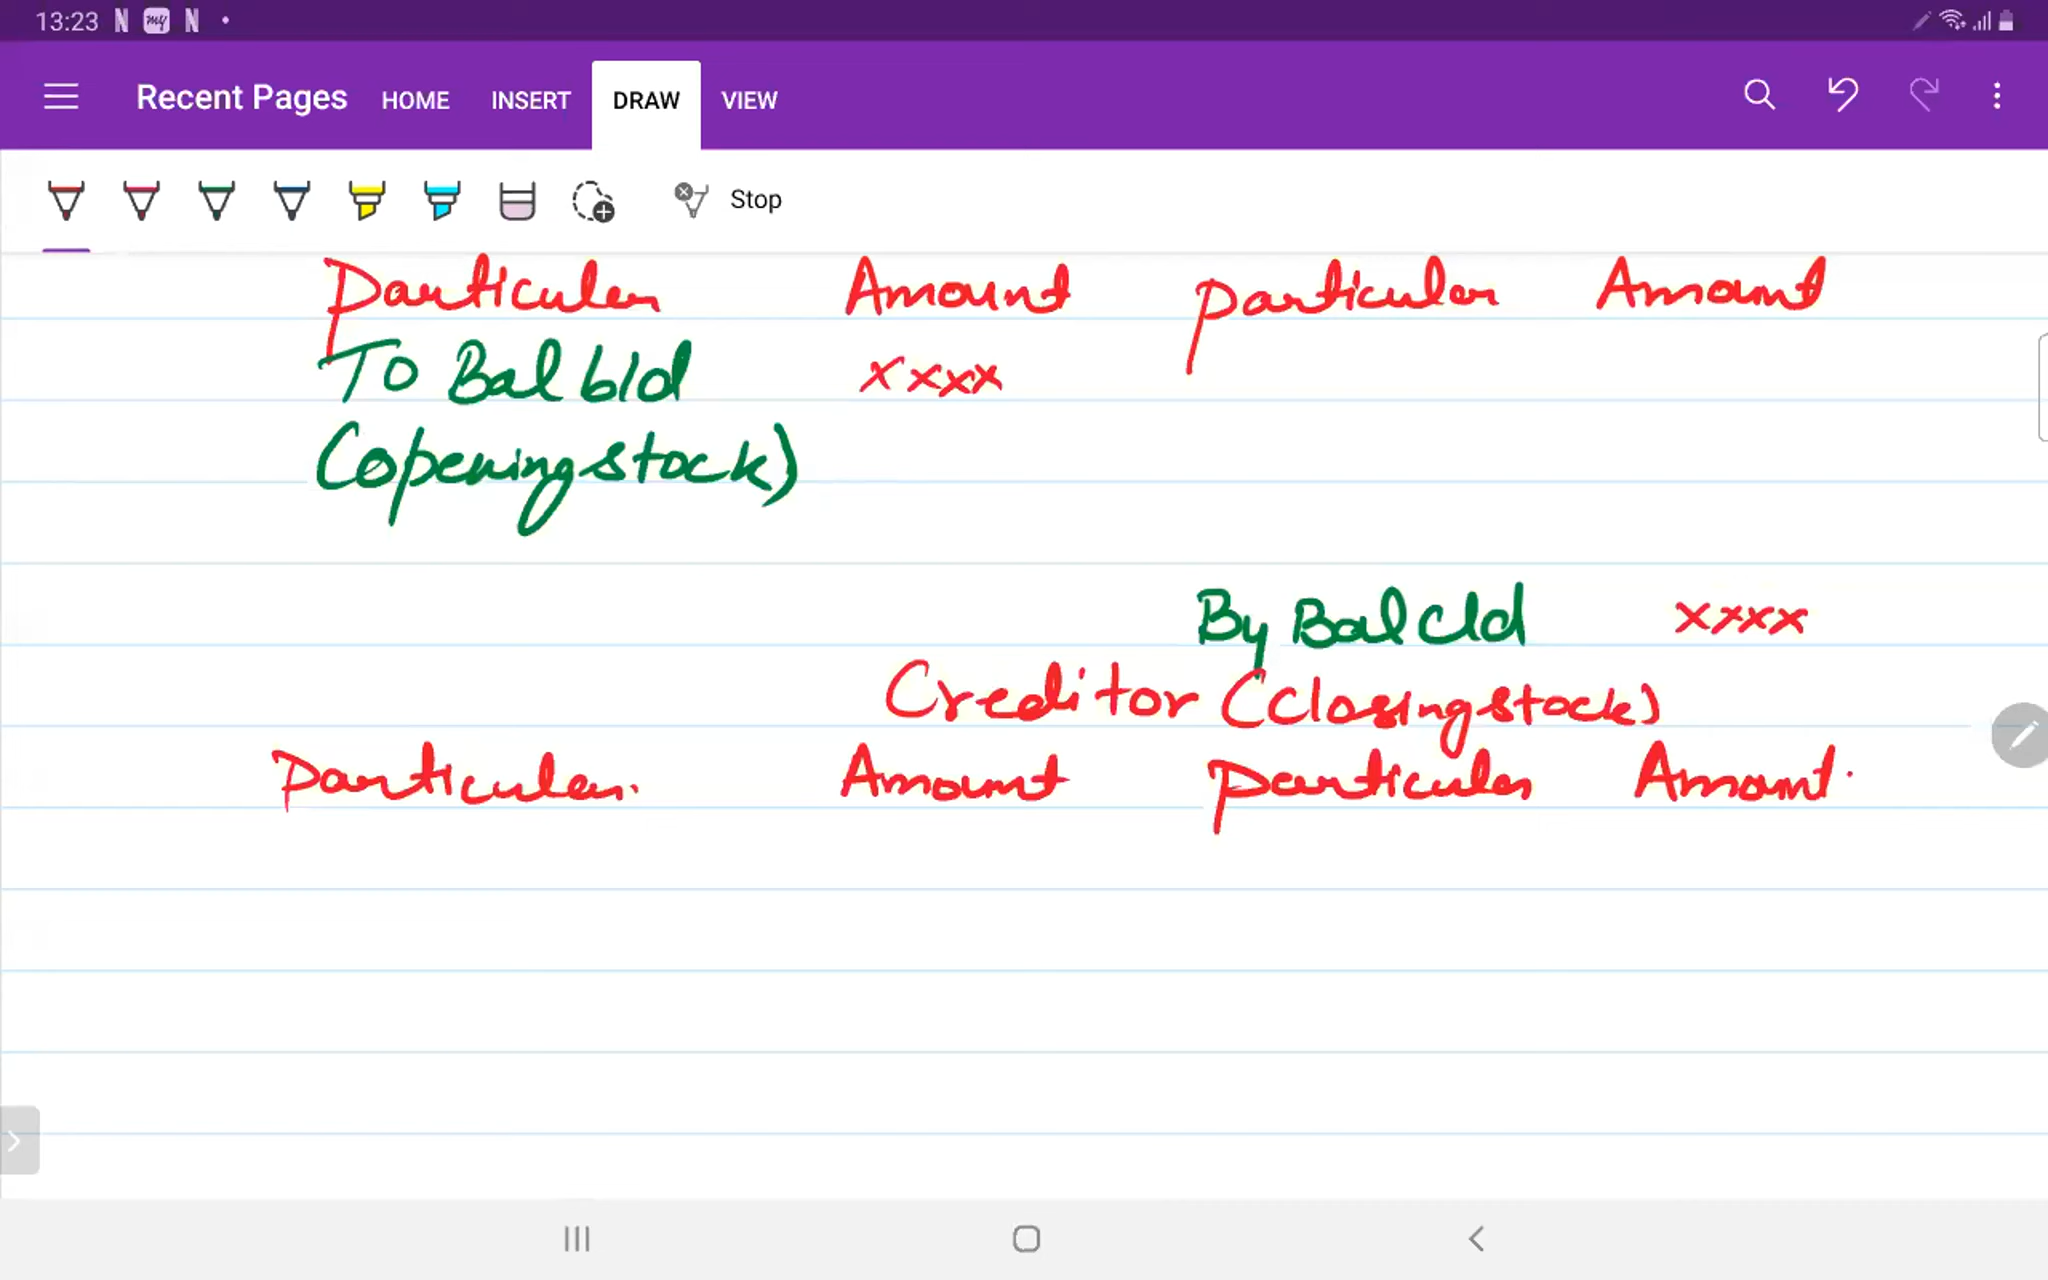 13:23 N my N
Recent Pages HOME INSERT DRAW VIEW
Stop
Particular Amount Particular Amount
To Bal b/d xxxx
(opening stock)
By Bal c/d xxxx
Creditor (closing stock)
Particular. Amount Particular Amount.